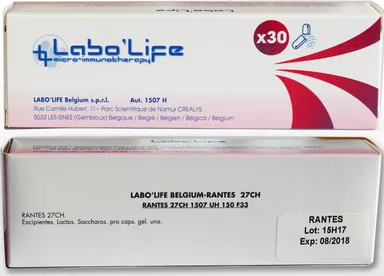 Labo'Life
micro-immunotherapy
x30
LABO'LIFE Belgium s.p.r.l. Aut. 1507 H
Rue Camille Hubert, 11 - Parc Scientifique de Namur CREALYS
5032 LES ISNES (Gembloux) Belgique / België / Belgien / Bélgica / Belgium
LABO'LIFE BELGIUM-RANTES 27CH
RANTES 27CH 1507 UH 150 F33
RANTES 27CH.
Excipientes. Lactos. Saccharos. pro caps. gel. una.
RANTES
Lot: 15H17
Exp: 08/2018